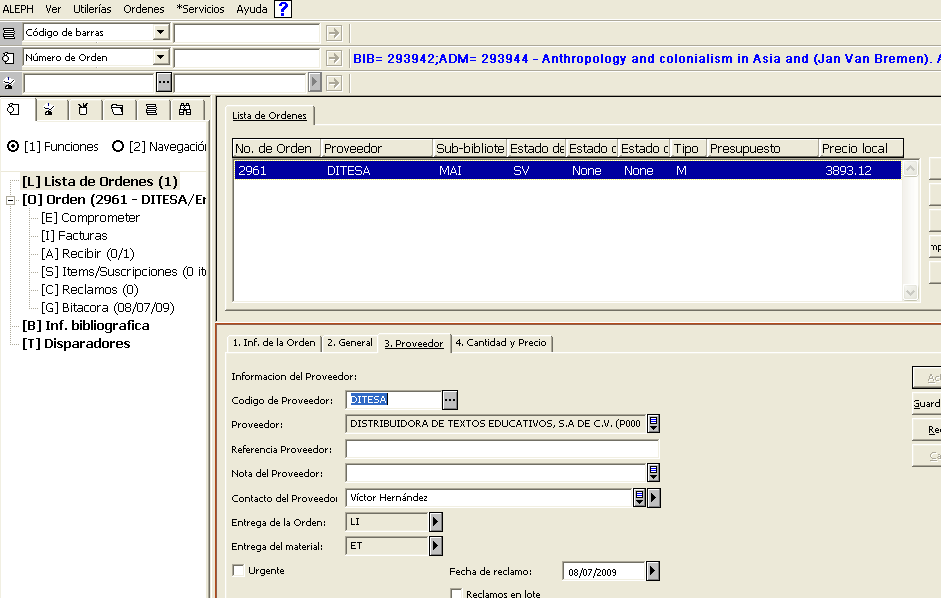 ALEPH Ver Utilerías Ordenes *Servicios Ayuda ?
Código de barras
Número de Orden
BIB= 293942;ADM= 293944 - Anthropology and colonialism in Asia and (Jan Van Bremen).
[1] Funciones [2] Navegación
[L] Lista de Ordenes (1)
[O] Orden (2961 - DITESA/
[E] Comprometer
[I] Facturas
[A] Recibir (0/1)
[S] Items/Suscripciones (0
[C] Reclamos (0)
[G] Bitacora (08/07/09)
[B] Inf. bibliografica
[T] Disparadores
Lista de Ordenes
No. de Orden Proveedor Sub-bibliote Estado de Estado Estado Tipo Presupuesto Precio local
2961 DITESA MAI SV None None M 3893.12
1. Inf. de la Orden 2. General 3. Proveedor 4. Cantidad y Precio
Informacion del Proveedor:
Codigo de Proveedor: DITESA
Proveedor: DISTRIBUIDORA DE TEXTOS EDUCATIVOS, S.A DE C.V. (P000
Referencia Proveedor:
Nota del Proveedor:
Contacto del Proveedor Víctor Hernández
Entrega de la Orden: LI
Entrega del material: ET
Urgente Fecha de reclamo: 08/07/2009
Reclamos en lote
Guard